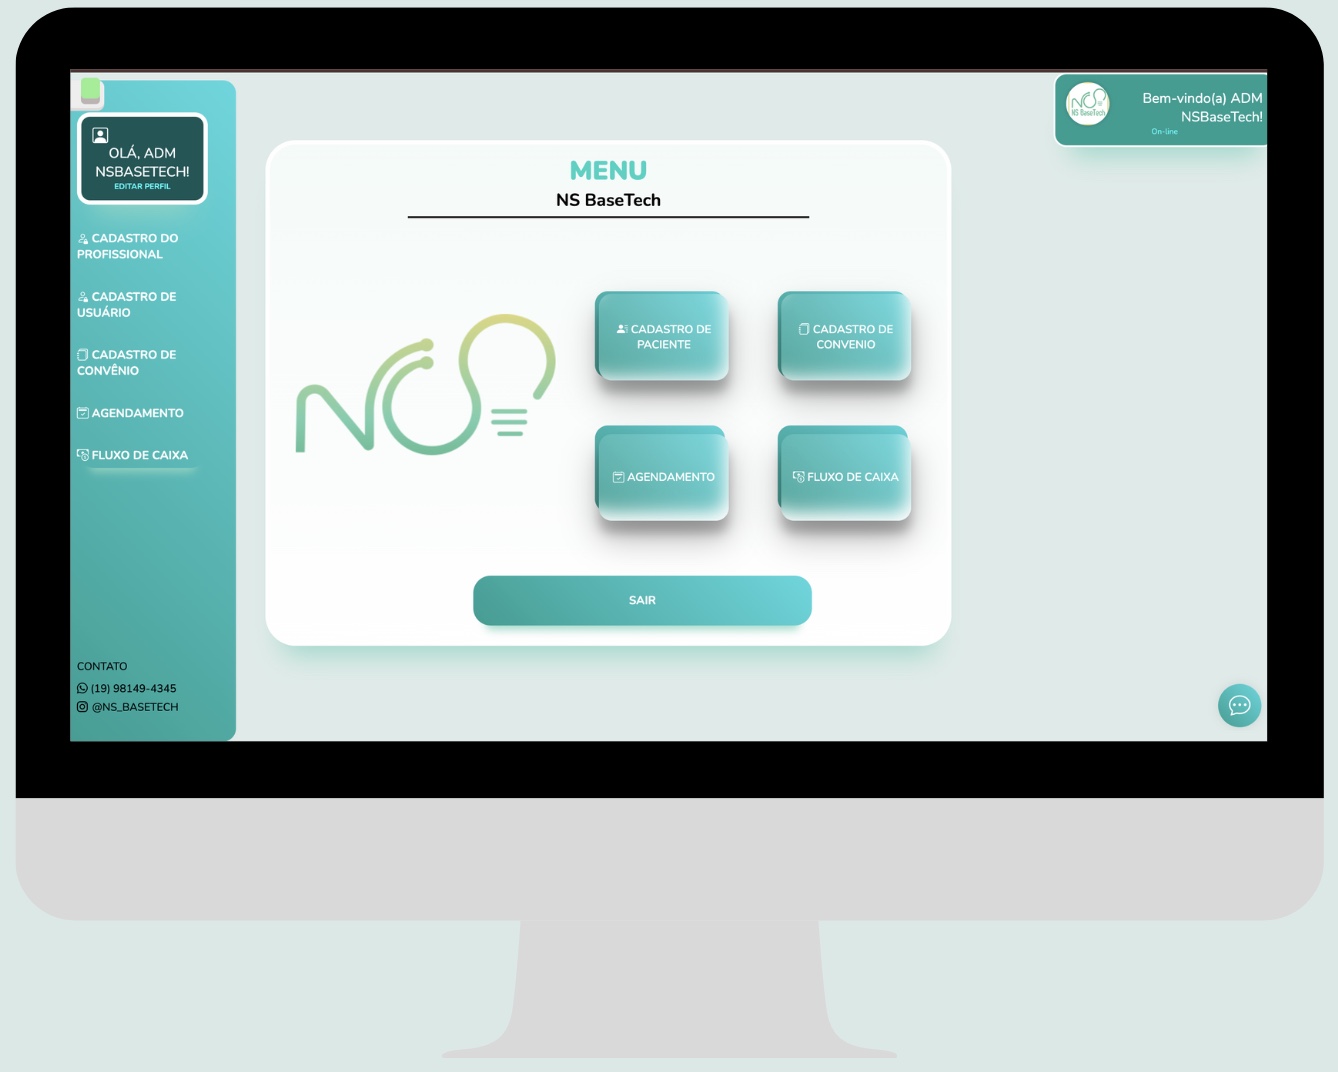 OLÁ, ADM
NSBASETECH!
EDITAR PERFIL
CADASTRO DO
PROFISSIONAL
CADASTRO DE
USUÁRIO
CADASTRO DE
CONVÊNIO
AGENDAMENTO
FLUXO DE CAIXA
CONTATO
(19) 98149-4345
@NS_BASETECH
MENU
NS BaseTech
NCS
CADASTRO DE
PACIENTE
CADASTRO DE
CONVENIO
AGENDAMENTO
FLUXO DE CAIXA
SAIR
NCS
NS BaseTech
Bem-vindo(a) ADM
NSBaseTech!
On-line